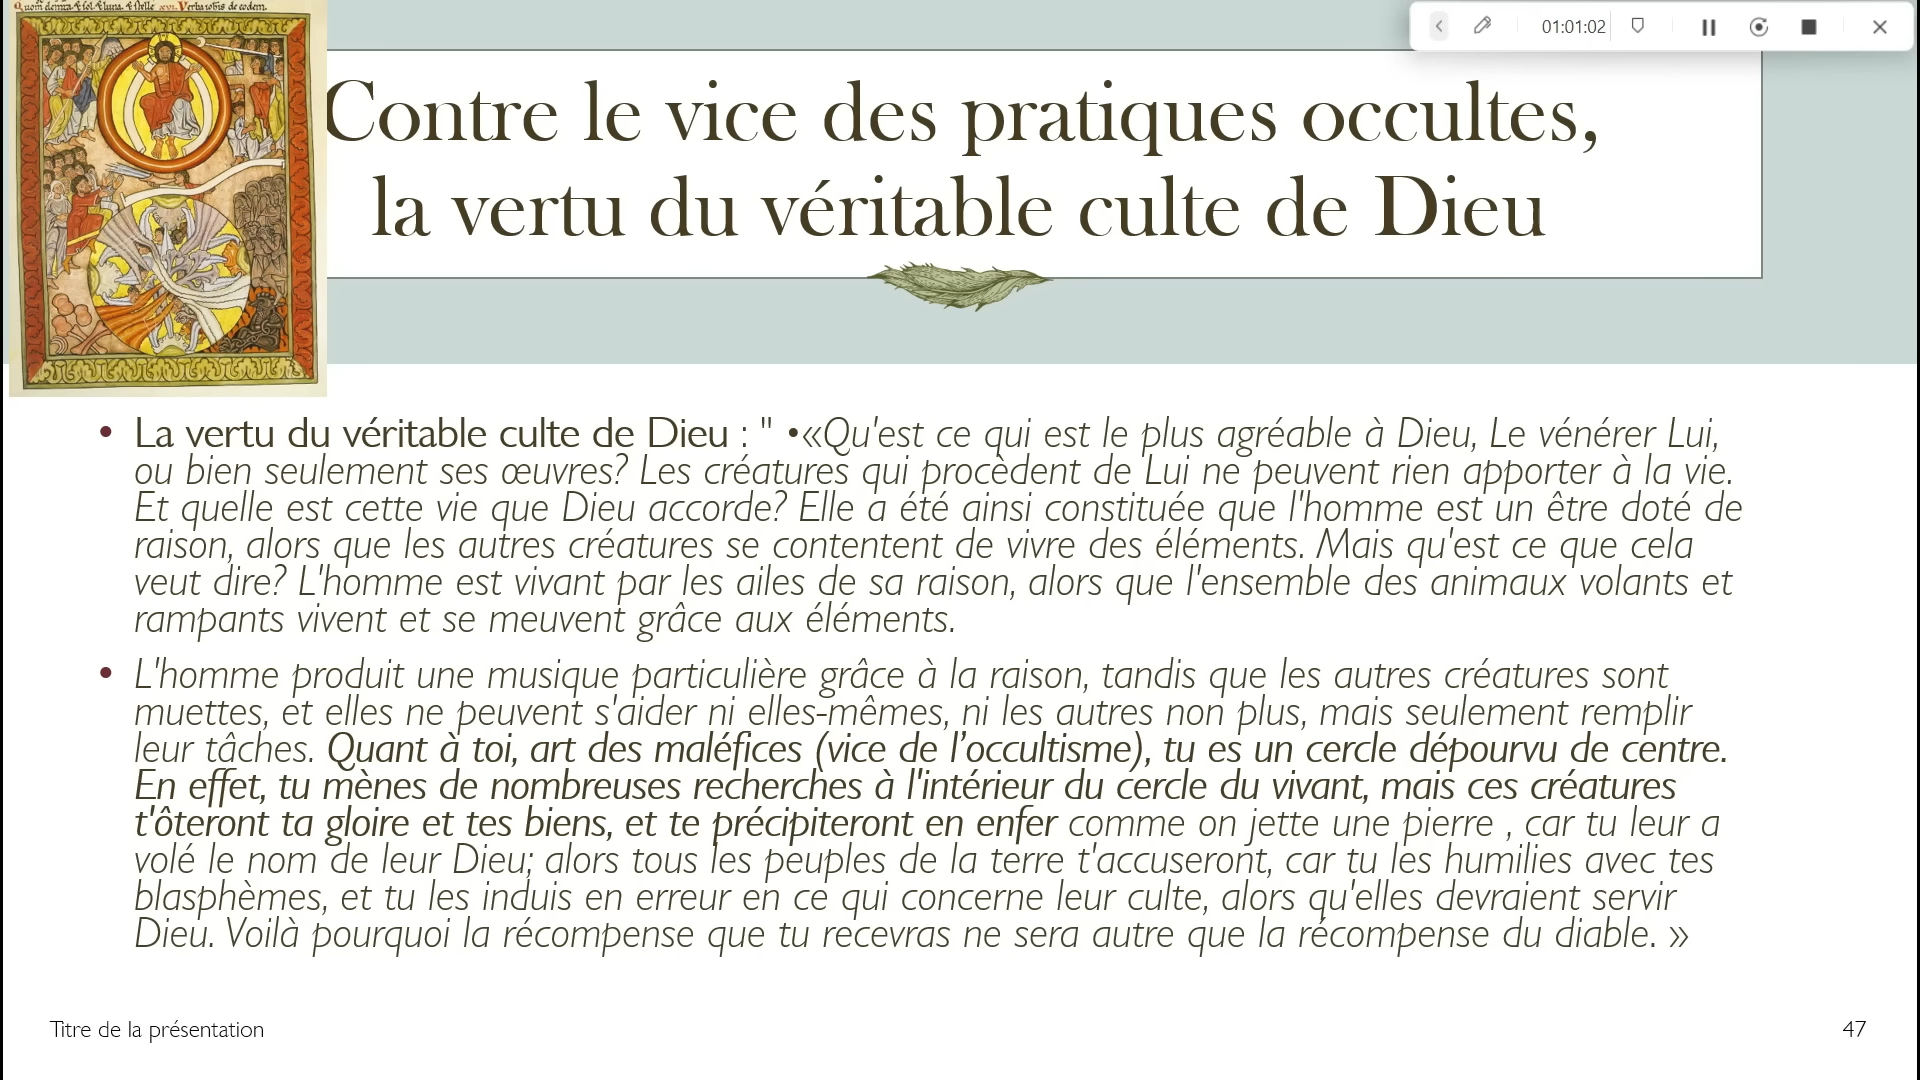 Quom deinra & sol & luna & stelle xvi. Verba iobis de eodem.
01:01:02
Contre le vice des pratiques occultes,
la vertu du véritable culte de Dieu
• La vertu du véritable culte de Dieu : " •«Qu'est ce qui est le plus agréable à Dieu, Le vénérer Lui,
ou bien seulement ses œuvres? Les créatures qui procèdent de Lui ne peuvent rien apporter à la vie.
Et quelle est cette vie que Dieu accorde? Elle a été ainsi constituée que l'homme est un être doté de
raison, alors que les autres créatures se contentent de vivre des éléments. Mais qu'est ce que cela
veut dire? L'homme est vivant par les ailes de sa raison, alors que l'ensemble des animaux volants et
rampants vivent et se meuvent grâce aux éléments.
• L'homme produit une musique particulière grâce à la raison, tandis que les autres créatures sont
muettes, et elles ne peuvent s'aider ni elles-mêmes, ni les autres non plus, mais seulement remplir
leur tâches. Quant à toi, art des maléfices (vice de l’occultisme), tu es un cercle dépourvu de centre.
En effet, tu mènes de nombreuses recherches à l'intérieur du cercle du vivant, mais ces créatures
t'ôteront ta gloire et tes biens, et te précipiteront en enfer comme on jette une pierre , car tu leur a
volé le nom de leur Dieu; alors tous les peuples de la terre t'accuseront, car tu les humilies avec tes
blasphèmes, et tu les induis en erreur en ce qui concerne leur culte, alors qu'elles devraient servir
Dieu. Voilà pourquoi la récompense que tu recevras ne sera autre que la récompense du diable. »
Titre de la présentation
47